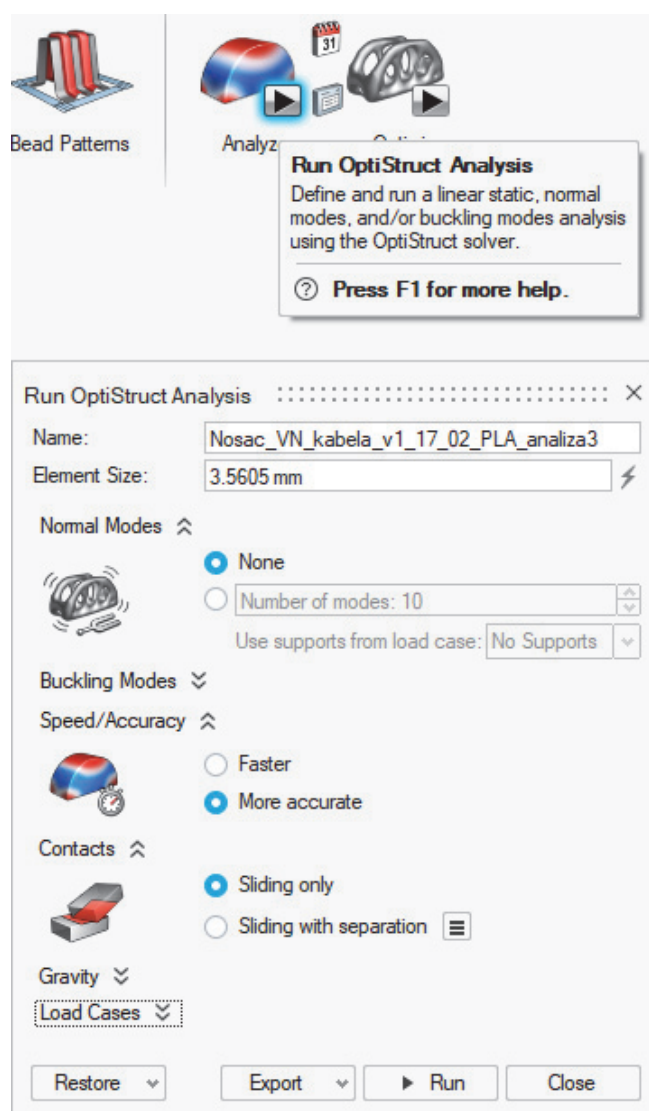 31
Bead Patterns
Analyz
Run OptiStruct Analysis
Define and run a linear static, normal
modes, and/or buckling modes analysis
using the OptiStruct solver.
? Press F1 for more help.
Run OptiStruct Analysis
Name: Nosac_VN_kabela_v1_17_02_PLA_analiza3
Element Size: 3.5605 mm
Normal Modes
None
Number of modes: 10
Use supports from load case: No Supports
Buckling Modes
Speed/Accuracy
Faster
More accurate
Contacts
Sliding only
Sliding with separation
Gravity
Load Cases
Restore Export Run Close